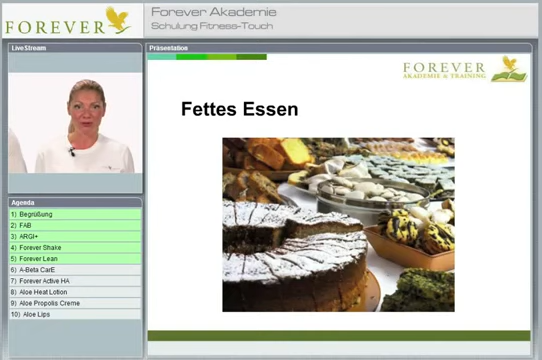 FOREVER
Forever Akademie
Schulung Fitness-Touch
LiveStream
Präsentation
FOREVER
AKADEMIE & TRAINING
Fettes Essen
Agenda
1) Begrüßung
2) FAB
3) ARGI+
4) Forever Shake
5) Forever Lean
6) A-Beta CarE
7) Forever Active HA
8) Aloe Heat Lotion
9) Aloe Propolis Creme
10) Aloe Lips